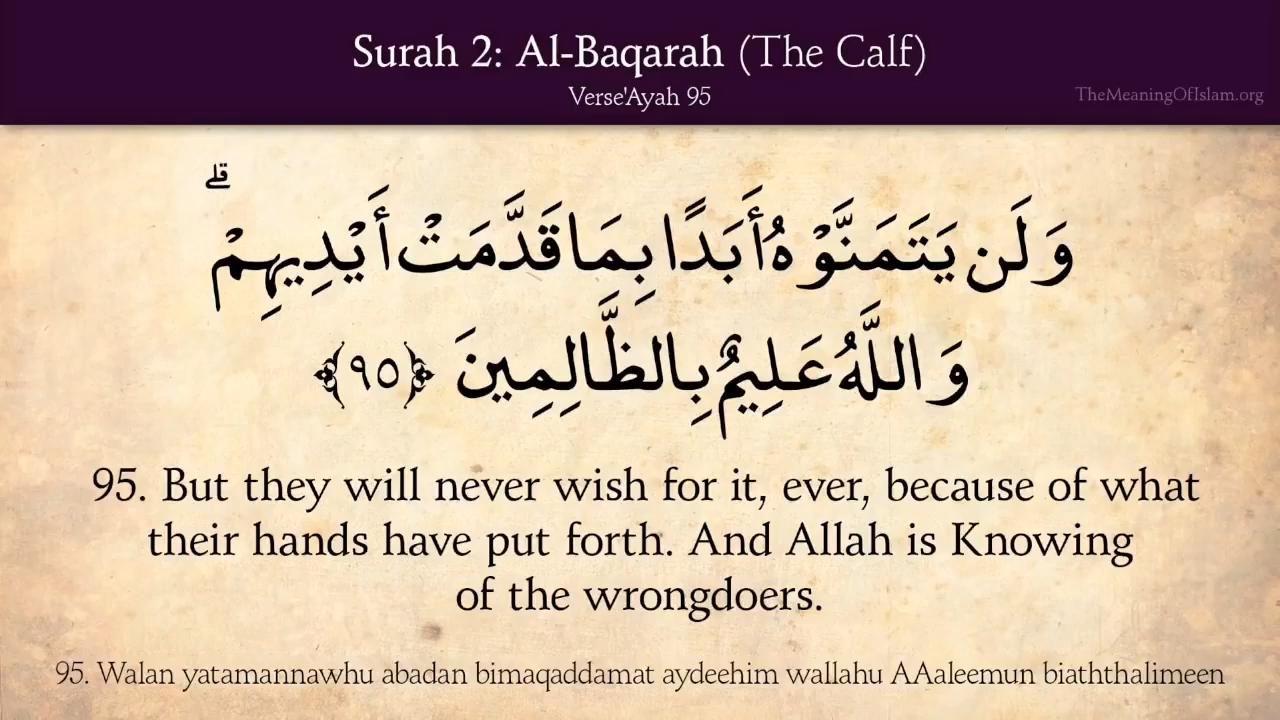 Surah 2: Al-Baqarah (The Calf)
Verse'Ayah 95
TheMeaningOfIslam.org
وَلَن يَتَمَنَّوْهُ أَبَدًا بِمَا قَدَّمَتْ أَيْدِيهِمْ ۗ
وَاللَّهُ عَلِيمٌ بِالظَّالِمِينَ ﴿٩٥﴾
95. But they will never wish for it, ever, because of what
their hands have put forth. And Allah is Knowing
of the wrongdoers.
95. Walan yatamannawhu abadan bimaqaddamat aydeehim wallahu AAaleemun biaththalimeen